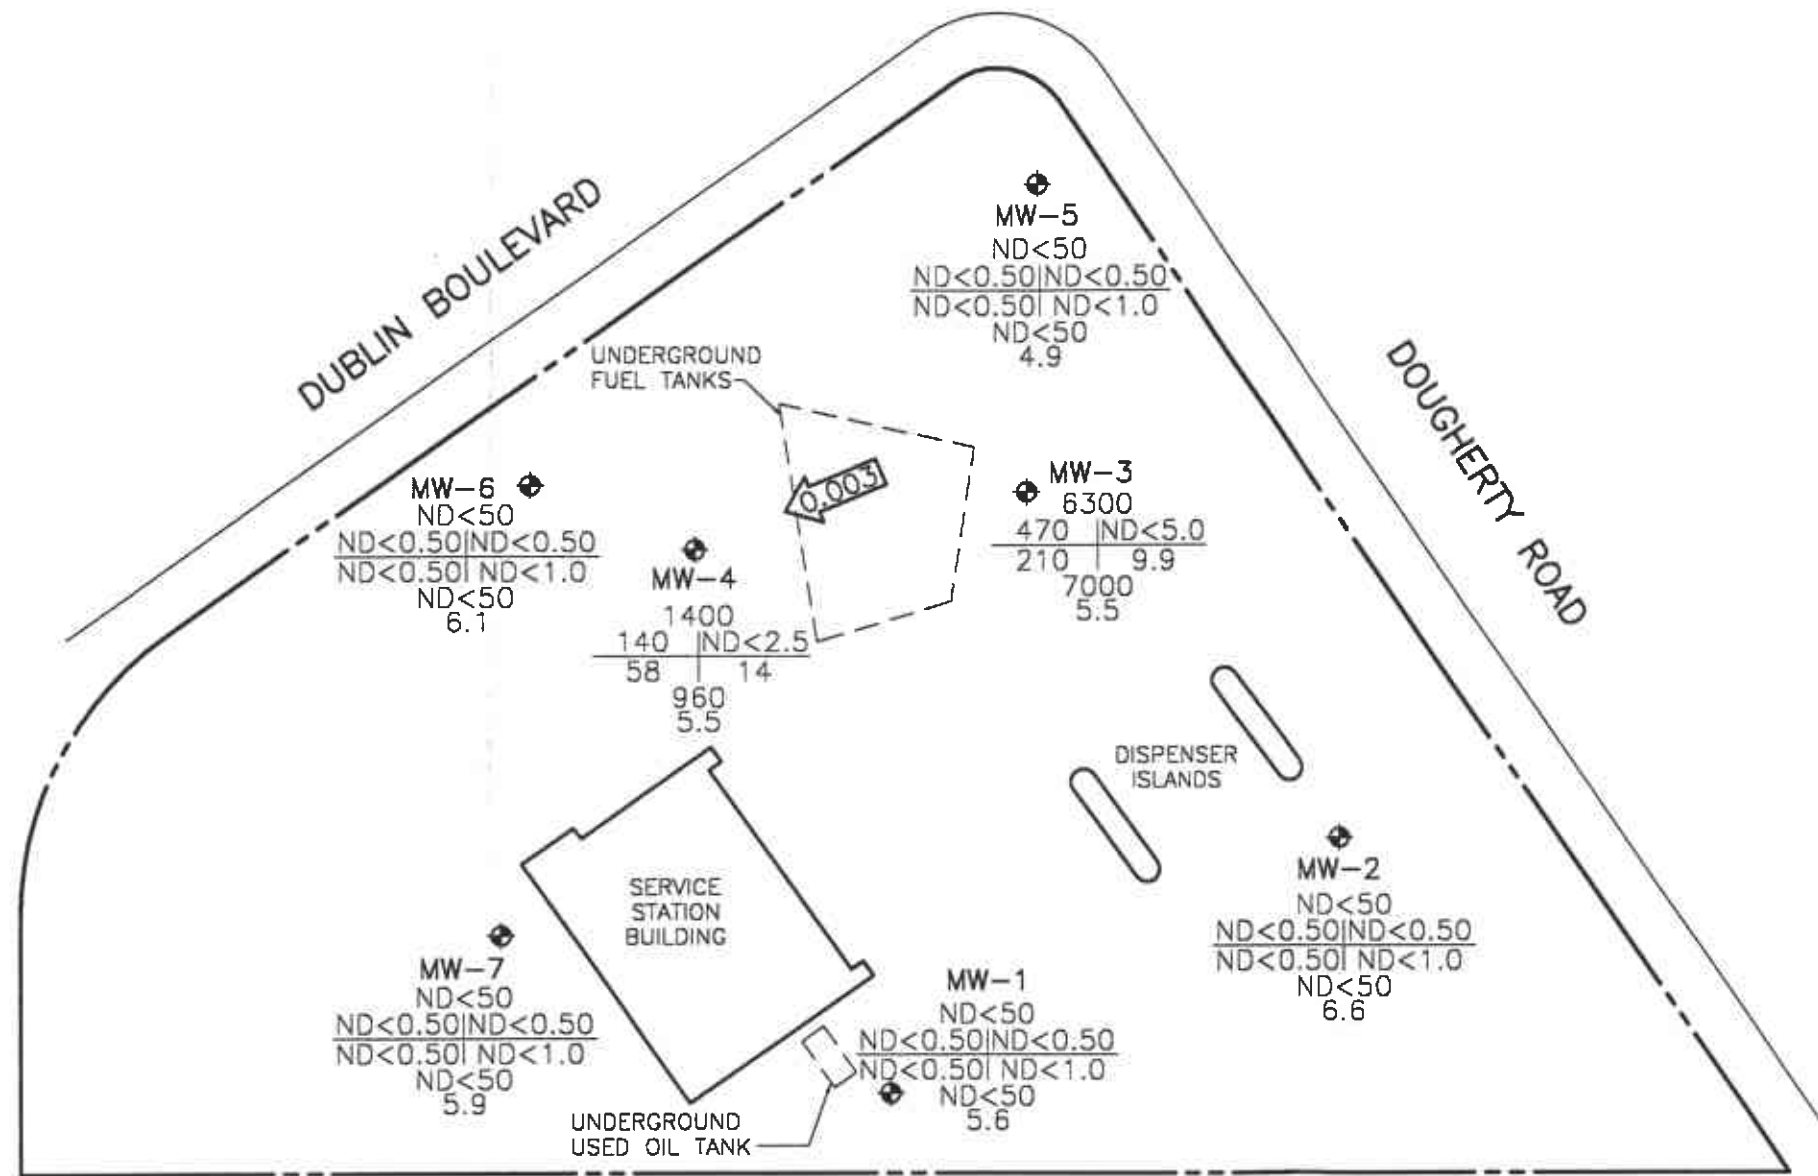 DUBLIN BOULEVARD
DOUGHERTY ROAD
MW-5
ND<50
ND<0.50|ND<0.50
ND<0.50|ND<1.0
ND<50
4.9
UNDERGROUND
FUEL TANKS
0.003
MW-6
ND<50
ND<0.50|ND<0.50
ND<0.50|ND<1.0
ND<50
6.1
MW-4
1400
140|ND<2.5
58|14
960
5.5
MW-3
6300
470|ND<5.0
210|9.9
7000
5.5
DISPENSER
ISLANDS
SERVICE
STATION
BUILDING
MW-2
ND<50
ND<0.50|ND<0.50
ND<0.50|ND<1.0
ND<50
6.6
MW-7
ND<50
ND<0.50|ND<0.50
ND<0.50|ND<1.0
ND<50
5.9
MW-1
ND<50
ND<0.50|ND<0.50
ND<0.50|ND<1.0
ND<50
5.6
UNDERGROUND
USED OIL TANK